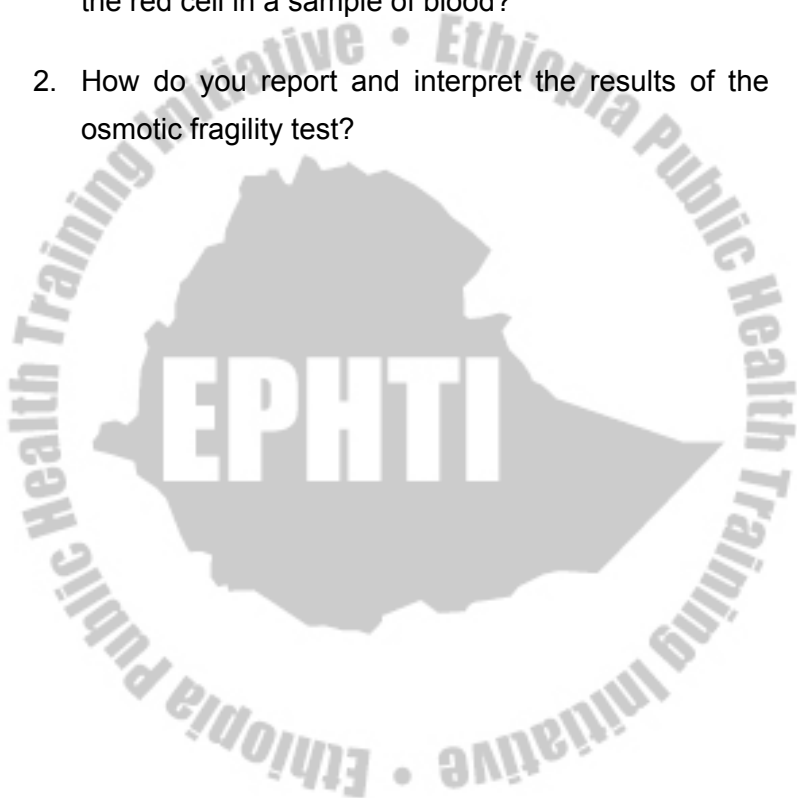 the red cell in a sample of blood?
2. How do you report and interpret the results of the
osmotic fragility test?
Ethiopia Public Health Training Initiative • Ethiopia Public Health Training Initiative •
EPHTI